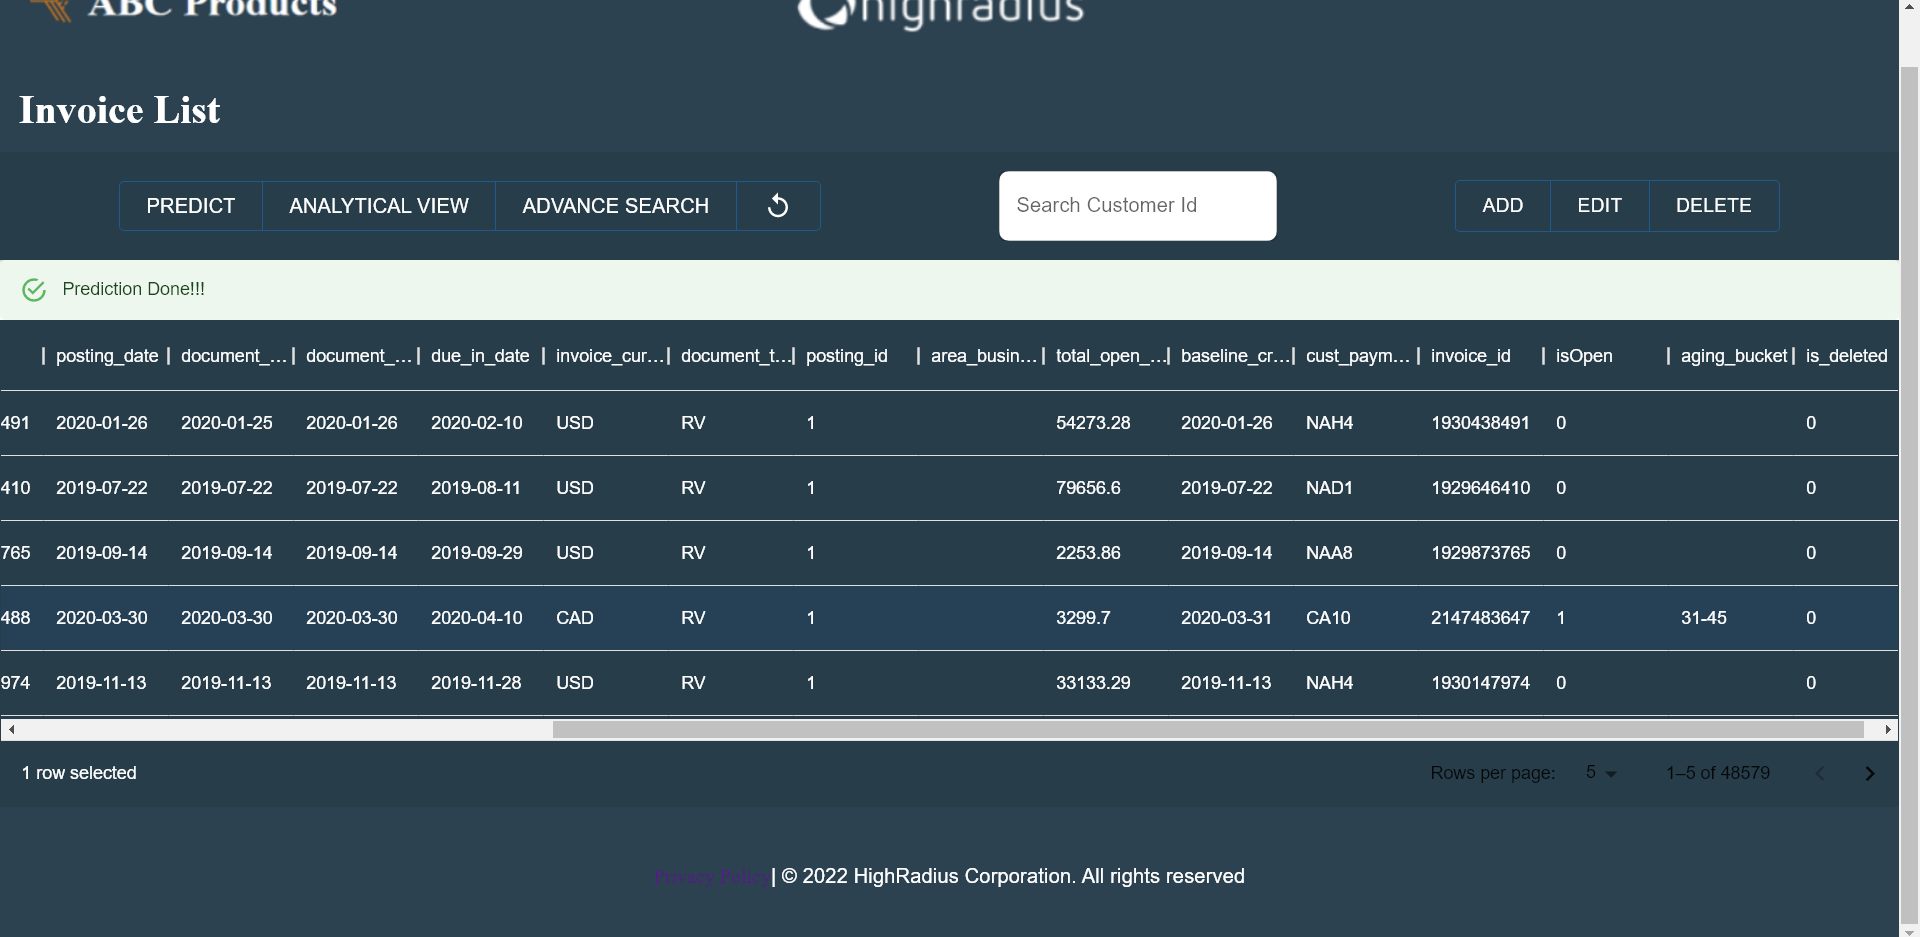 ABC Products
highradius
Invoice List
PREDICT ANALYTICAL VIEW ADVANCE SEARCH
Search Customer Id
ADD EDIT DELETE
Prediction Done!!!
| posting_date | document_... | document_... | due_in_date | invoice_cur... | document_t... | posting_id | area_busin... | total_open_... | baseline_cr... | cust_paym... | invoice_id | isOpen | aging_bucket | is_deleted
491 2020-01-26 2020-01-25 2020-01-26 2020-02-10 USD RV 1 54273.28 2020-01-26 NAH4 1930438491 0 0
410 2019-07-22 2019-07-22 2019-07-22 2019-08-11 USD RV 1 79656.6 2019-07-22 NAD1 1929646410 0 0
765 2019-09-14 2019-09-14 2019-09-14 2019-09-29 USD RV 1 2253.86 2019-09-14 NAA8 1929873765 0 0
488 2020-03-30 2020-03-30 2020-03-30 2020-04-10 CAD RV 1 3299.7 2020-03-31 CA10 2147483647 1 31-45 0
974 2019-11-13 2019-11-13 2019-11-13 2019-11-28 USD RV 1 33133.29 2019-11-13 NAH4 1930147974 0 0
1 row selected
Rows per page: 5 1–5 of 48579
Privacy Policy| © 2022 HighRadius Corporation. All rights reserved